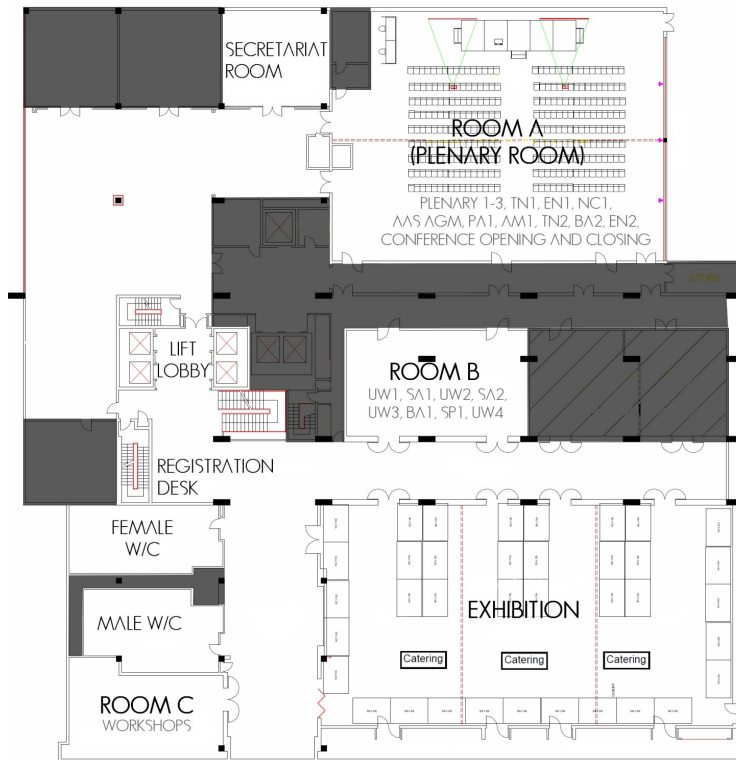 SECRETARIAT
ROOM
ROOM A
(PLENARY ROOM)
PLENARY 1-3, TN1, EN1, NC1,
AAS AGM, PA1, AM1, TN2, BA2, EN2,
CONFERENCE OPENING AND CLOSING
STORE
LIFT
LOBBY
ROOM B
UW1, SA1, UW2, SA2,
UW3, BA1, SP1, UW4
REGISTRATION
DESK
FEMALE
W/C
EXHIBITION
MALE W/C
Catering
Catering
Catering
ROOM C
WORKSHOPS